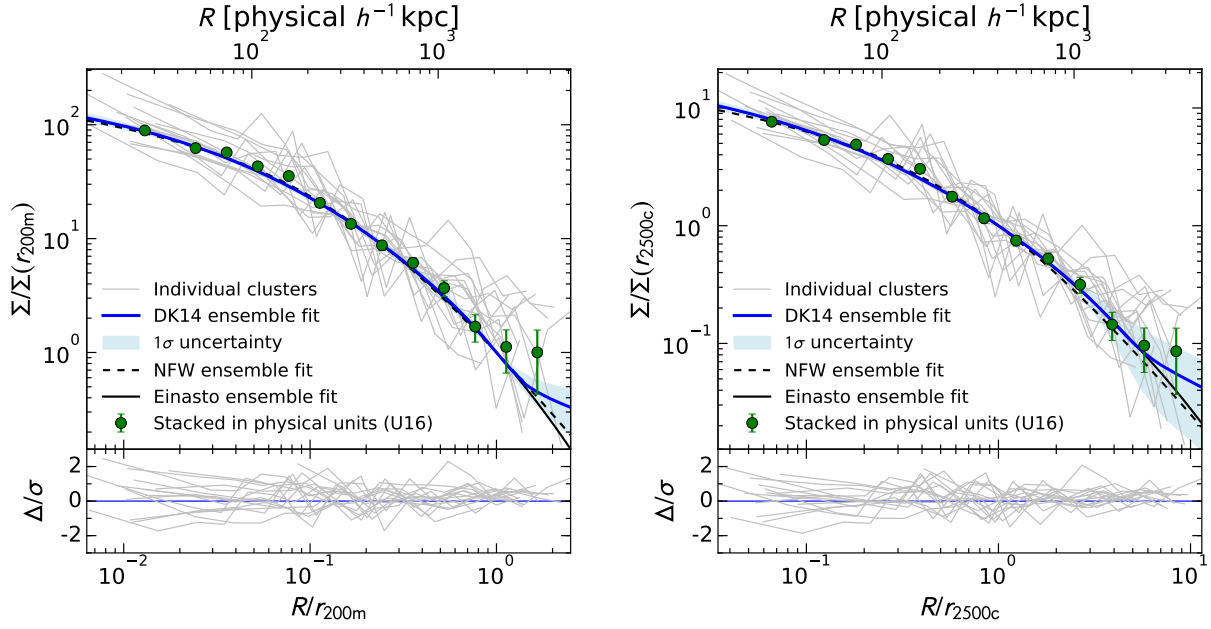 R [physical h⁻¹ kpc]
10² 10³
10²
10¹
10⁰
Σ/Σ(r₂₀₀ₘ)
Individual clusters
DK14 ensemble fit
1σ uncertainty
NFW ensemble fit
Einasto ensemble fit
Stacked in physical units (U16)
2
0
-2
Δ/σ
10⁻² 10⁻¹ 10⁰
R/r₂₀₀ₘ
R [physical h⁻¹ kpc]
10² 10³
10¹
10⁰
10⁻¹
Σ/Σ(r₂₅₀₀c)
Individual clusters
DK14 ensemble fit
1σ uncertainty
NFW ensemble fit
Einasto ensemble fit
Stacked in physical units (U16)
2
0
-2
Δ/σ
10⁻¹ 10⁰ 10¹
R/r₂₅₀₀c